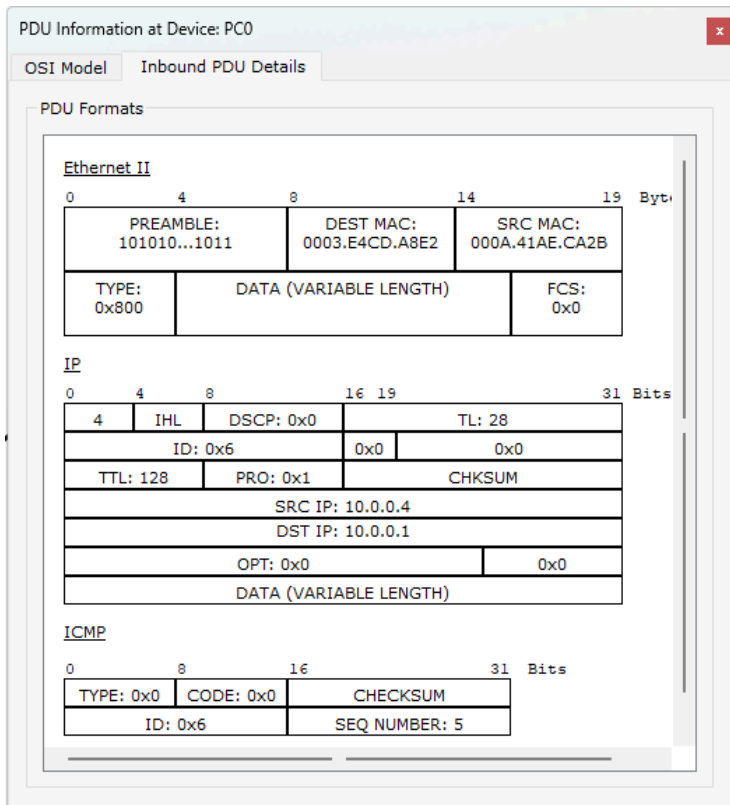 PDU Information at Device: PC0
x
OSI Model Inbound PDU Details
PDU Formats
Ethernet II
0 4 8 14 19 Byt
PREAMBLE: DEST MAC: SRC MAC:
101010...1011 0003.E4CD.A8E2 000A.41AE.CA2B
TYPE: DATA (VARIABLE LENGTH) FCS:
0x800 0x0
IP
0 4 8 16 19 31 Bits
4 IHL DSCP: 0x0 TL: 28
ID: 0x6 0x0 0x0
TTL: 128 PRO: 0x1 CHKSUM
SRC IP: 10.0.0.4
DST IP: 10.0.0.1
OPT: 0x0 0x0
DATA (VARIABLE LENGTH)
ICMP
0 8 16 31 Bits
TYPE: 0x0 CODE: 0x0 CHECKSUM
ID: 0x6 SEQ NUMBER: 5